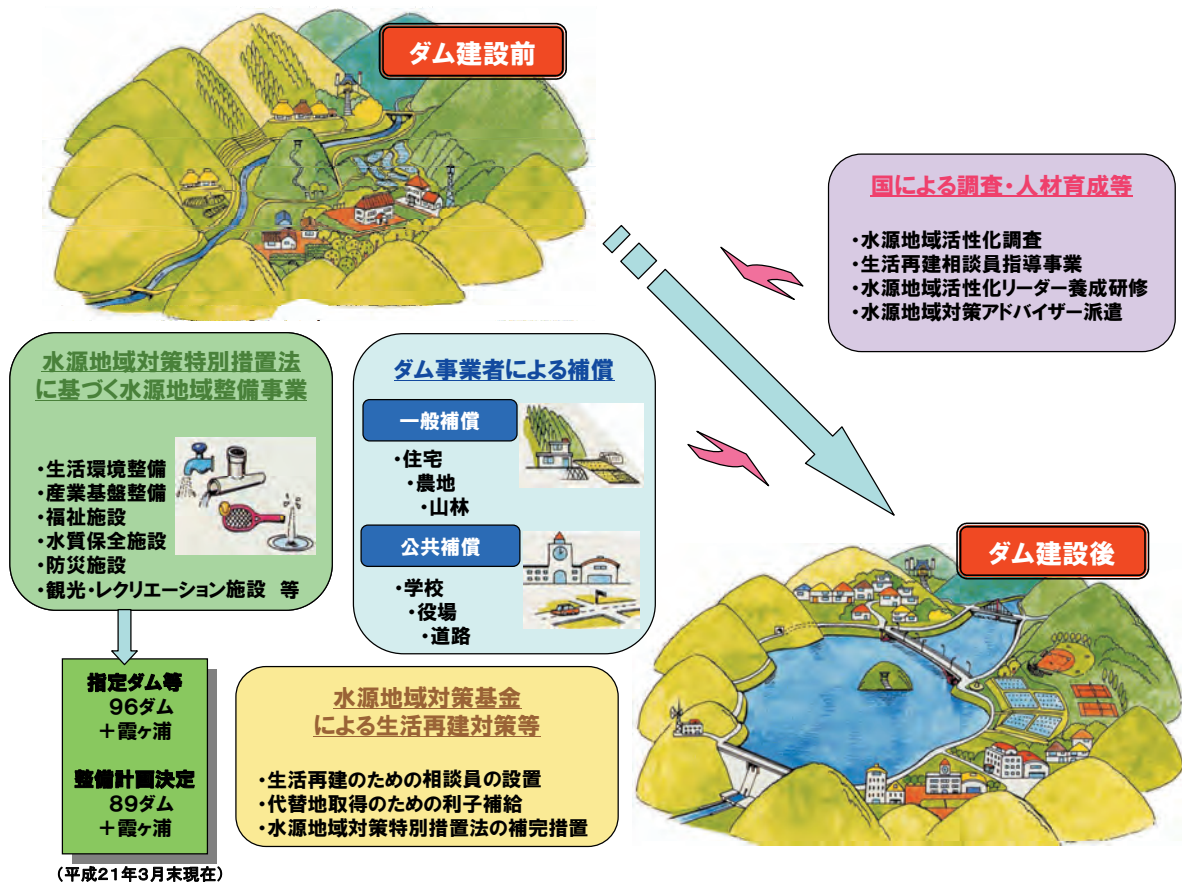 ダム建設前
国による調査・人材育成等
・水源地域活性化調査
・生活再建相談員指導事業
・水源地域活性化リーダー養成研修
・水源地域対策アドバイザー派遣
水源地域対策特別措置法
に基づく水源地域整備事業
・生活環境整備
・産業基盤整備
・福祉施設
・水質保全施設
・防災施設
・観光・レクリエーション施設 等
ダム事業者による補償
一般補償
・住宅
・農地
・山林
公共補償
・学校
・役場
・道路
ダム建設後
指定ダム等
96ダム
＋霞ヶ浦
整備計画決定
89ダム
＋霞ヶ浦
(平成21年3月末現在)
水源地域対策基金
による生活再建対策等
・生活再建のための相談員の設置
・代替地取得のための利子補給
・水源地域対策特別措置法の補完措置